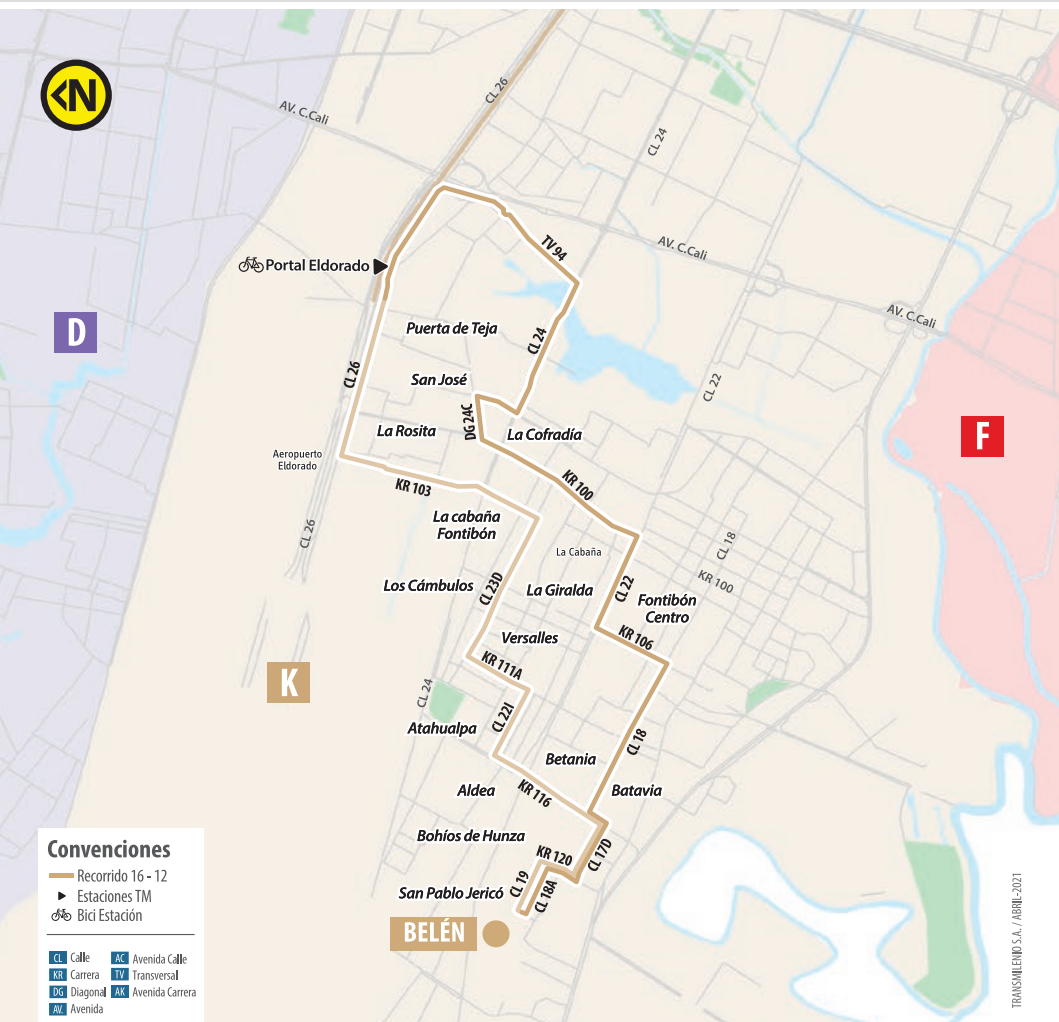 N
CL 26
AV. C.Cali
CL 24
TV 94
AV. C.Cali
Portal Eldorado
AV. C.Cali
D
Puerta de Teja
CL 24
CL 26
San José
CL 22
DG 24C
La Rosita
La Cofradía
F
Aeropuerto
Eldorado
KR 103
KR 100
La cabaña
Fontibón
CL 26
La Cabaña
CL 18
Los Cámbulos
CL 23D
La Giralda
CL 22
KR 100
Fontibón
Centro
Versalles
KR 106
KR 111A
K
CL 24
CL 22I
Atahualpa
CL 18
Betania
Aldea
KR 116
Batavia
Bohíos de Hunza
KR 120
CL 17D
San Pablo Jericó
CL 19
CL 18A
BELÉN
Convenciones
Recorrido 16 - 12
Estaciones TM
Bici Estación
CL Calle
AC Avenida Calle
KR Carrera
TV Transversal
DG Diagonal
AK Avenida Carrera
AV. Avenida
TRANSMILENIO S.A. / ABRIL-2021